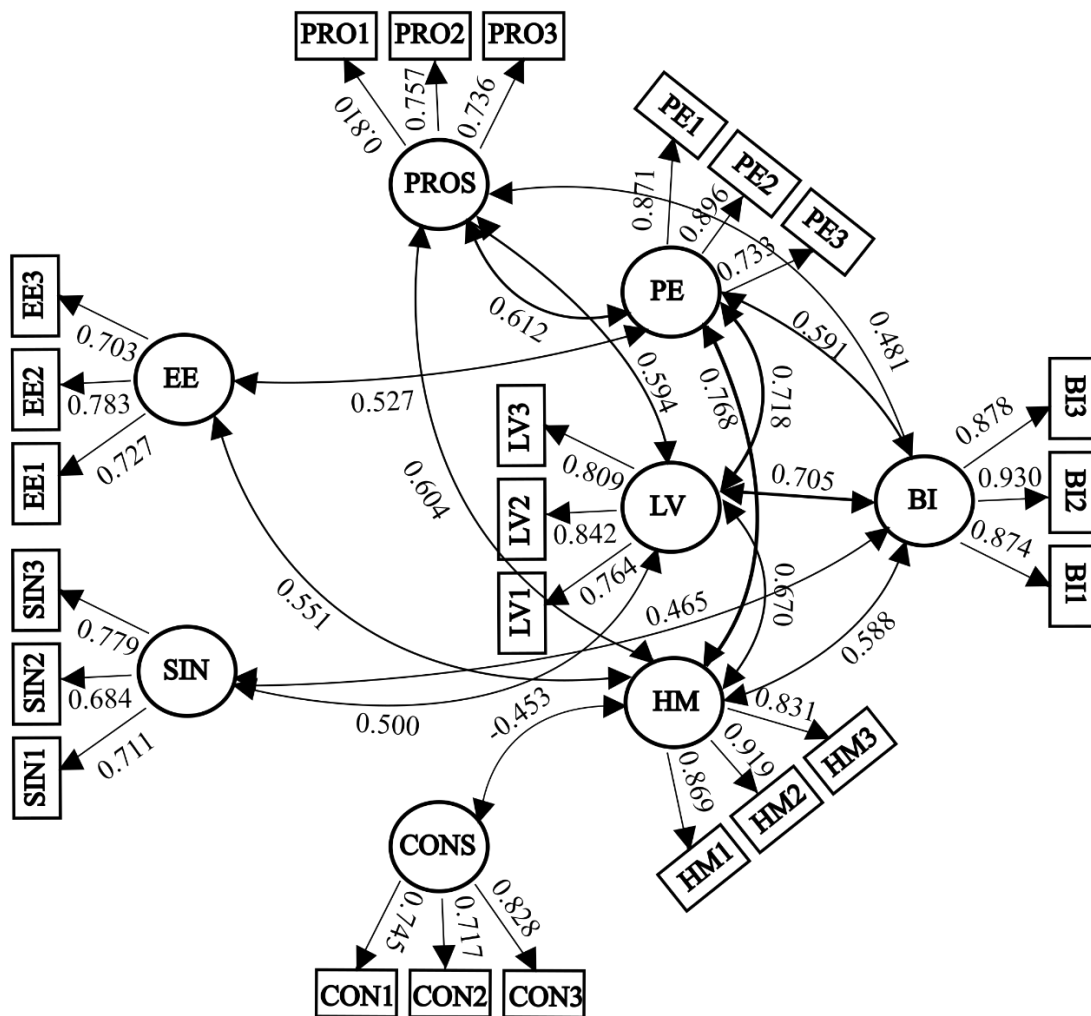 PRO1 PRO2 PRO3
0.810 0.757 0.736
PROS
PE1
PE2
PE3
0.871
0.896
0.733
PE
EE3
EE2
EE1
0.703
0.783
0.727
EE
0.612
0.527
0.594
0.768
0.718
0.591
0.481
0.604
LV3
LV2
LV1
0.809
0.842
0.764
LV
0.705
BI
0.878
0.930
0.874
BI3
BI2
BI1
SIN3
SIN2
SIN1
0.779
0.684
0.711
SIN
0.551
0.465
0.500
0.670
0.588
-0.453
HM
0.831
0.919
0.869
HM3
HM2
HM1
CONS
0.745 0.717 0.828
CON1 CON2 CON3